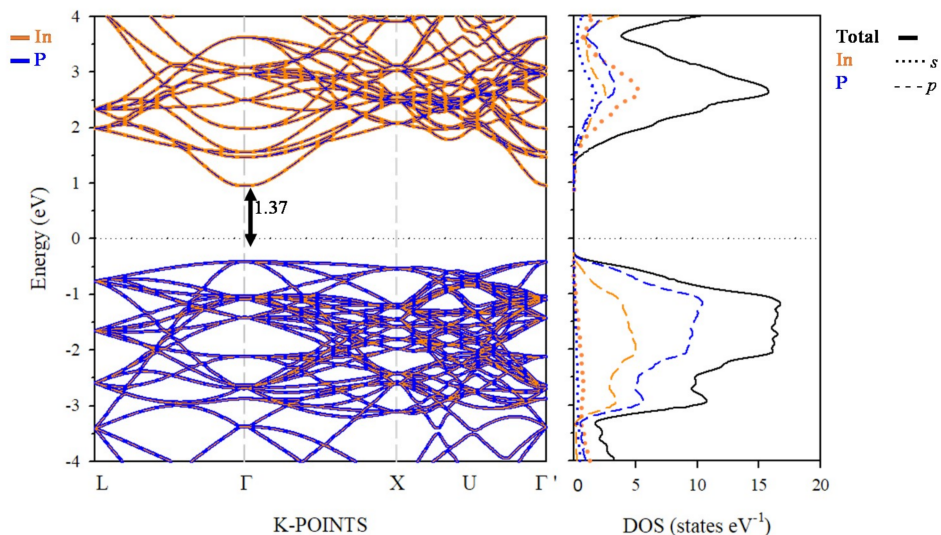 In
P
Energy (eV)
4
3
2
1
0
-1
-2
-3
-4
1.37
L Γ X U Γ'
K-POINTS
0 5 10 15 20
DOS (states eV-1)
Total
In s
P p